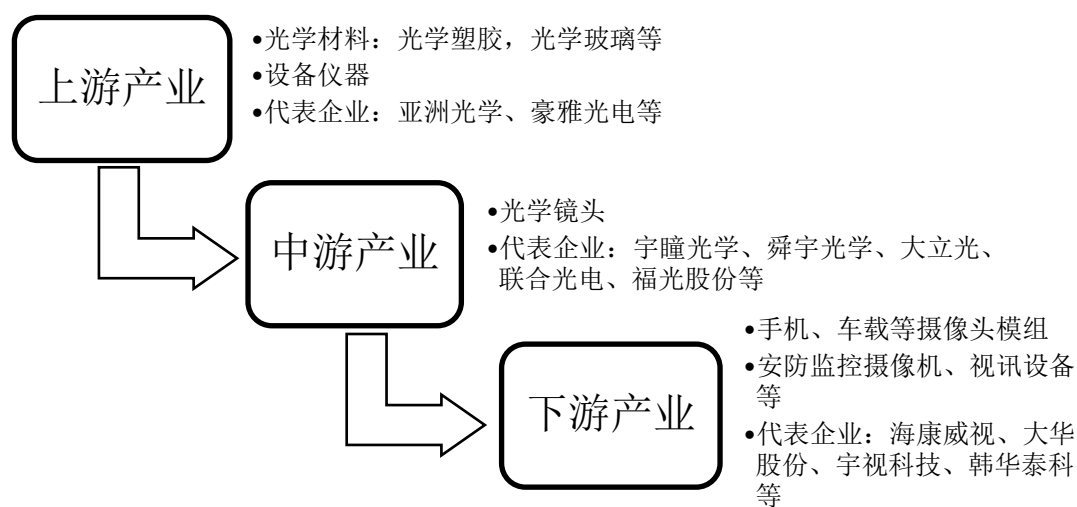 上游产业
•光学材料：光学塑胶，光学玻璃等
•设备仪器
•代表企业：亚洲光学、豪雅光电等
中游产业
•光学镜头
•代表企业：宇瞳光学、舜宇光学、大立光、
联合光电、福光股份等
下游产业
•手机、车载等摄像头模组
•安防监控摄像机、视讯设备
等
•代表企业：海康威视、大华
股份、宇视科技、韩华泰科
等